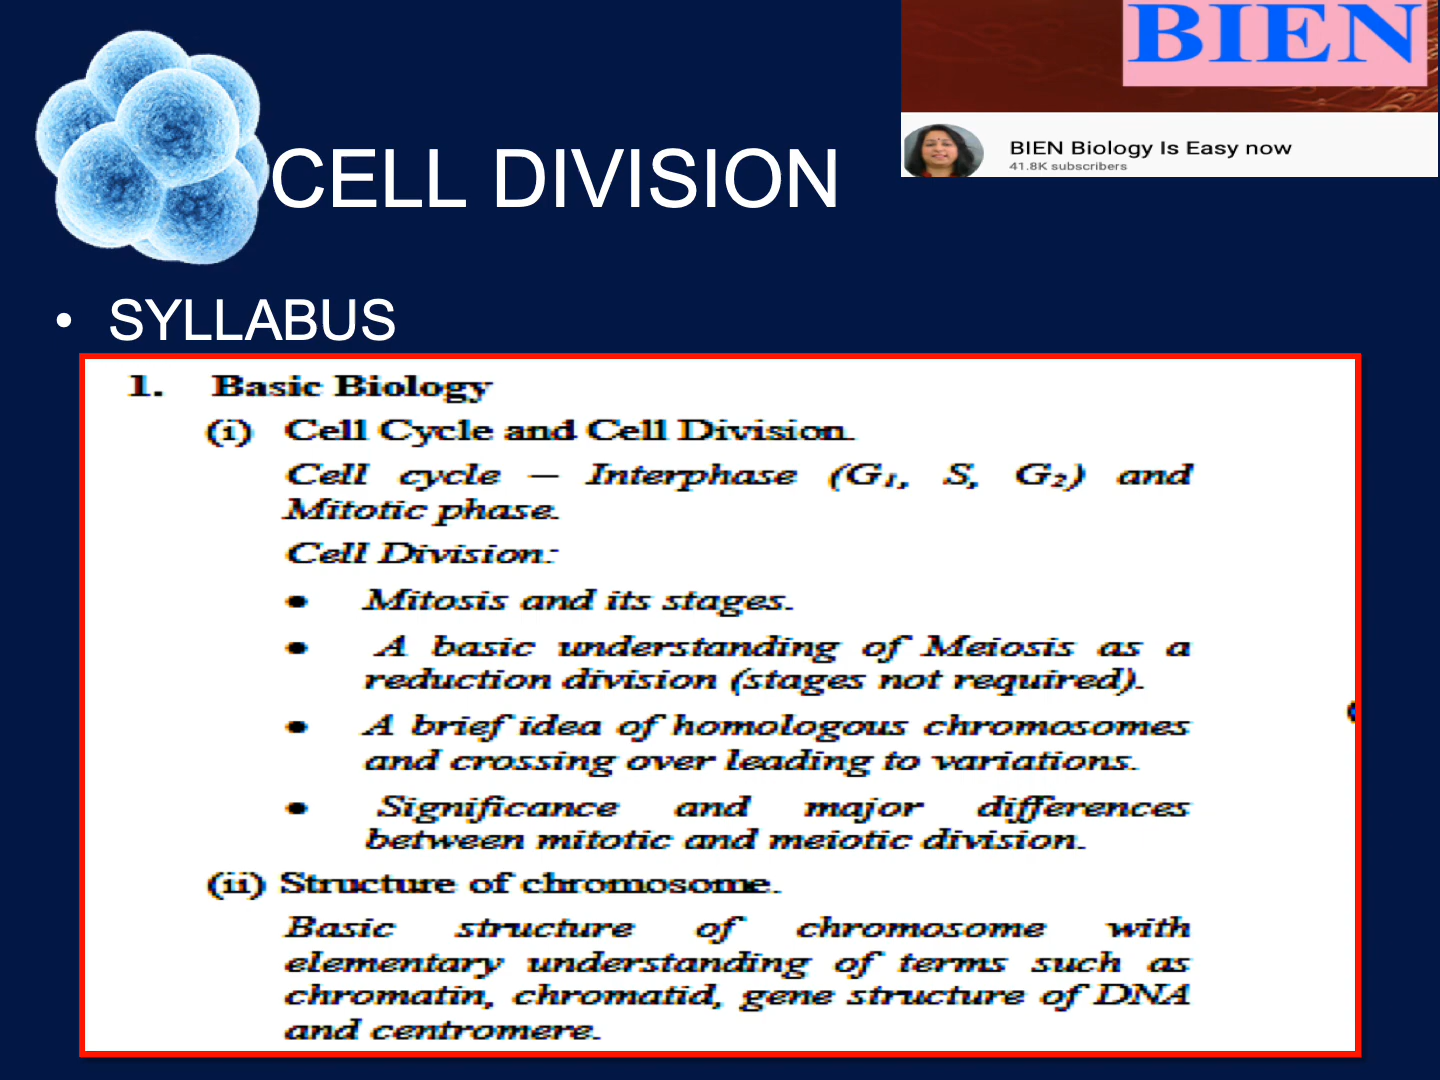 BIEN
BIEN Biology Is Easy now
41.8K subscribers
CELL DIVISION
• SYLLABUS
1. Basic Biology
(i) Cell Cycle and Cell Division.
Cell cycle – Interphase (G₁, S, G₂) and
Mitotic phase.
Cell Division:
• Mitosis and its stages.
• A basic understanding of Meiosis as a
reduction division (stages not required).
• A brief idea of homologous chromosomes
and crossing over leading to variations.
• Significance and major differences
between mitotic and meiotic division.
(ii) Structure of chromosome.
Basic structure of chromosome with
elementary understanding of terms such as
chromatin, chromatid, gene structure of DNA
and centromere.